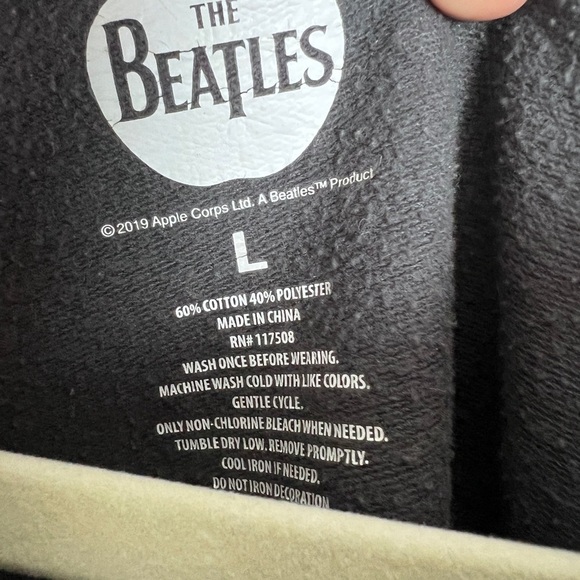 THE
BEATLES
©2019 Apple Corps Ltd. A Beatles™ Product
L
60% COTTON 40% POLYESTER
MADE IN CHINA
RN# 117508
WASH ONCE BEFORE WEARING.
MACHINE WASH COLD WITH LIKE COLORS.
GENTLE CYCLE.
ONLY NON-CHLORINE BLEACH WHEN NEEDED.
TUMBLE DRY LOW. REMOVE PROMPTLY.
COOL IRON IF NEEDED.
DO NOT IRON DECORATION